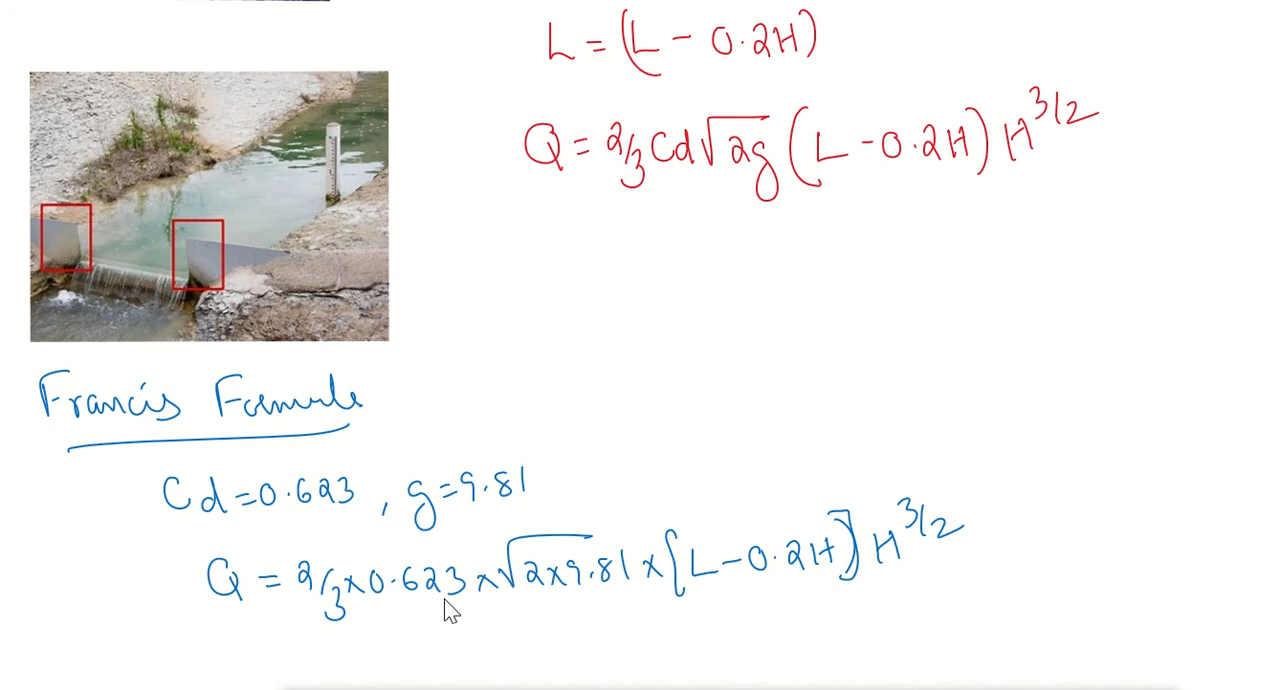 L = (L - 0.2H)
Q = 2/3 Cd √2g (L - 0.2H) H^3/2
Francis Formula
Cd = 0.623 , g = 9.81
Q = 2/3 × 0.623 × √2×9.81 × [L - 0.2H] H^3/2